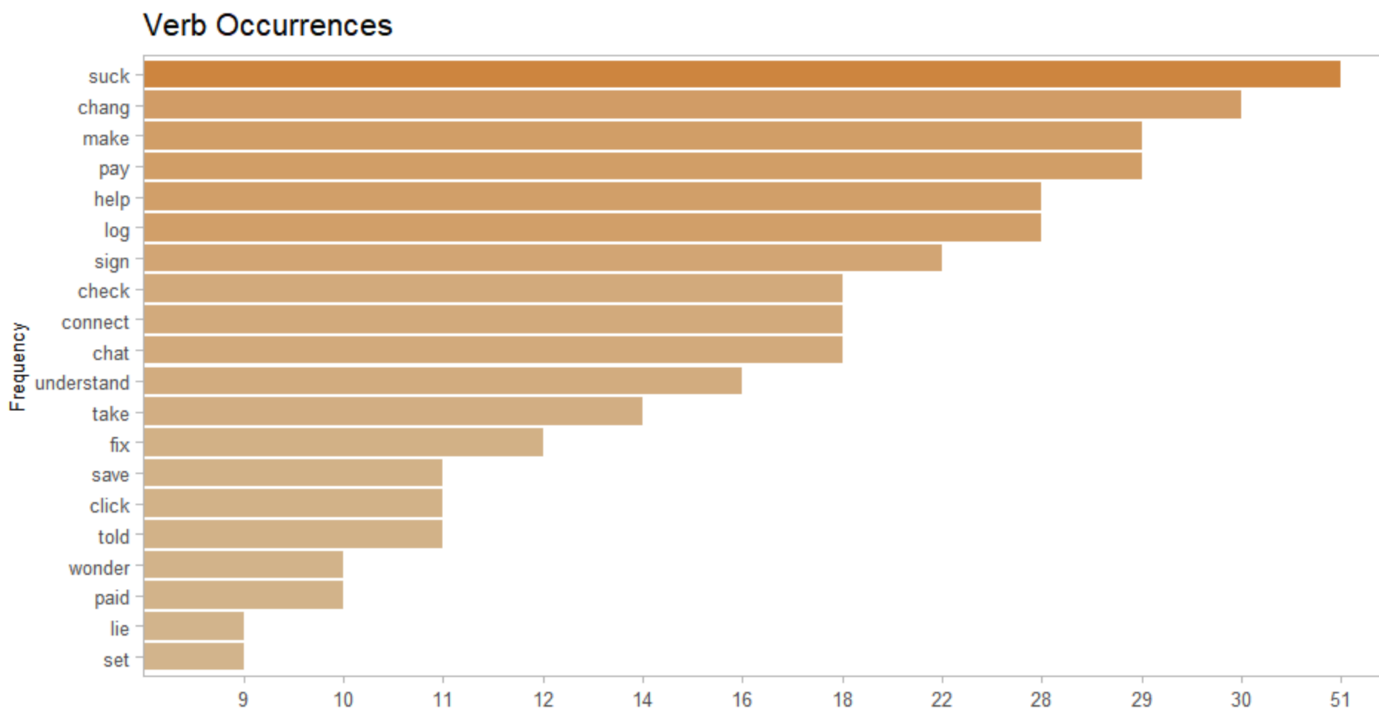 Verb Occurrences
suck
chang
make
pay
help
log
sign
check
connect
chat
understand
take
fix
save
click
told
wonder
paid
lie
set
Frequency
9 10 11 12 14 16 18 22 28 29 30 51